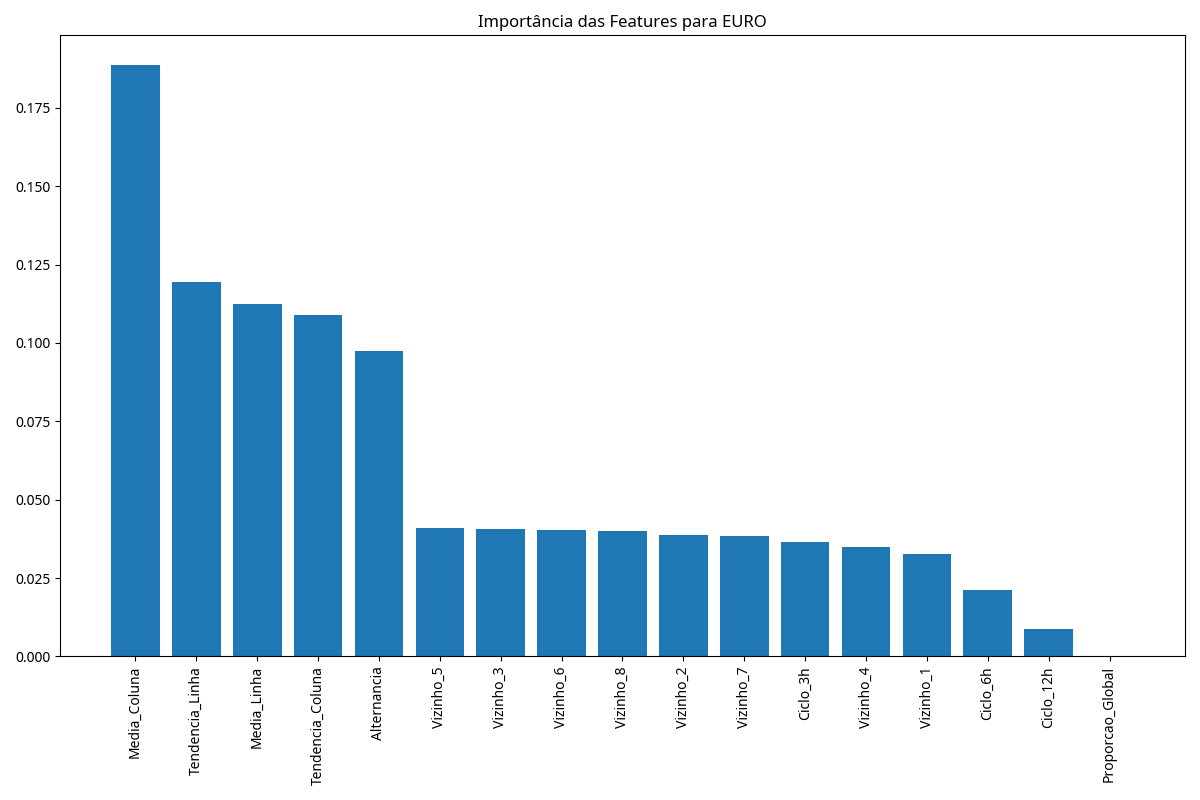 Importância das Features para EURO
0.175
0.150
0.125
0.100
0.075
0.050
0.025
0.000
Media_Coluna
Tendencia_Linha
Media_Linha
Tendencia_Coluna
Alternancia
Vizinho_5
Vizinho_3
Vizinho_6
Vizinho_8
Vizinho_2
Vizinho_7
Ciclo_3h
Vizinho_4
Vizinho_1
Ciclo_6h
Ciclo_12h
Proporcao_Global